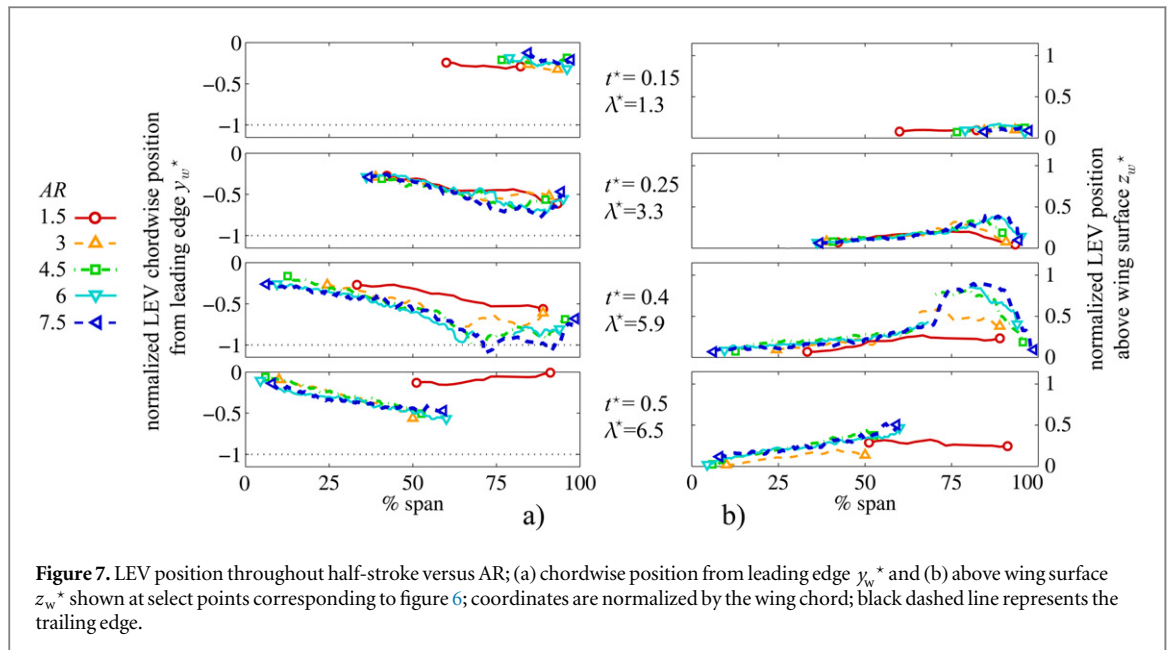 0
−0.5
−1
0
−0.5
−1
0
−0.5
−1
0
−0.5
−1
0 25 50 75 100
% span
a)
normalized LEV chordwise position
from leading edge y_w*
AR
1.5
3
4.5
6
7.5
t* = 0.15
λ*=1.3
t* = 0.25
λ*=3.3
t* = 0.4
λ*=5.9
t* = 0.5
λ*=6.5
1
0.5
0
1
0.5
0
1
0.5
0
1
0.5
0
0 25 50 75 100
% span
b)
normalized LEV position
above wing surface z_w*
Figure 7. LEV position throughout half-stroke versus AR; (a) chordwise position from leading edge y_w* and (b) above wing surface
z_w* shown at select points corresponding to figure 6; coordinates are normalized by the wing chord; black dashed line represents the
trailing edge.